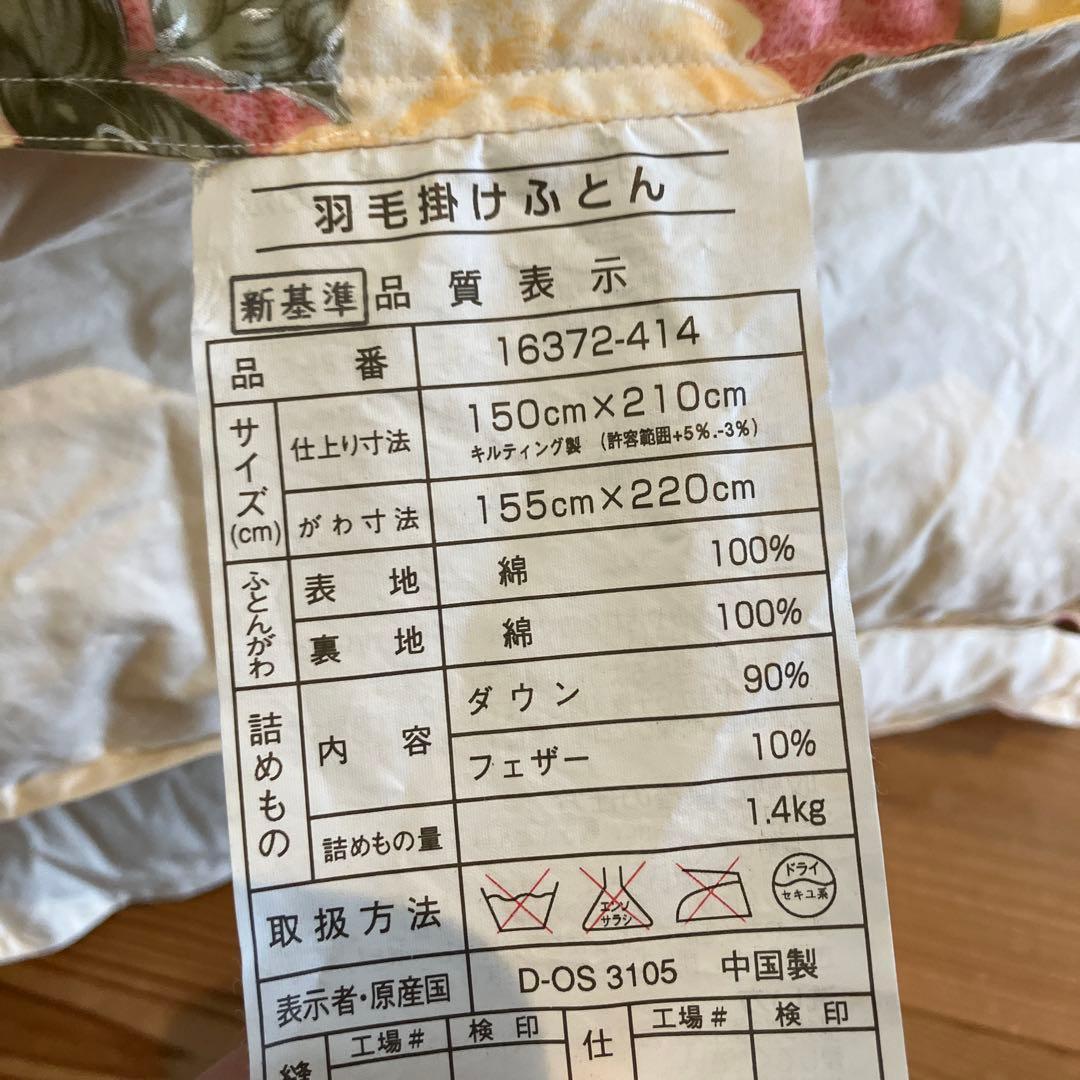 羽毛掛けふとん
新基準 品質表示
品番 16372-414
サイズ(cm) 仕上り寸法 150cm×210cm
キルティング製 (許容範囲+5%.-3%)
がわ寸法 155cm×220cm
ふとんがわ 表地 綿 100%
裏地 綿 100%
詰めもの 内容 ダウン 90%
フェザー 10%
詰めもの量 1.4kg
取扱方法 エンソサラシ ドライ セキユ系
表示者・原産国 D-OS 3105 中国製
縫 工場# 検印 仕 工場# 検印